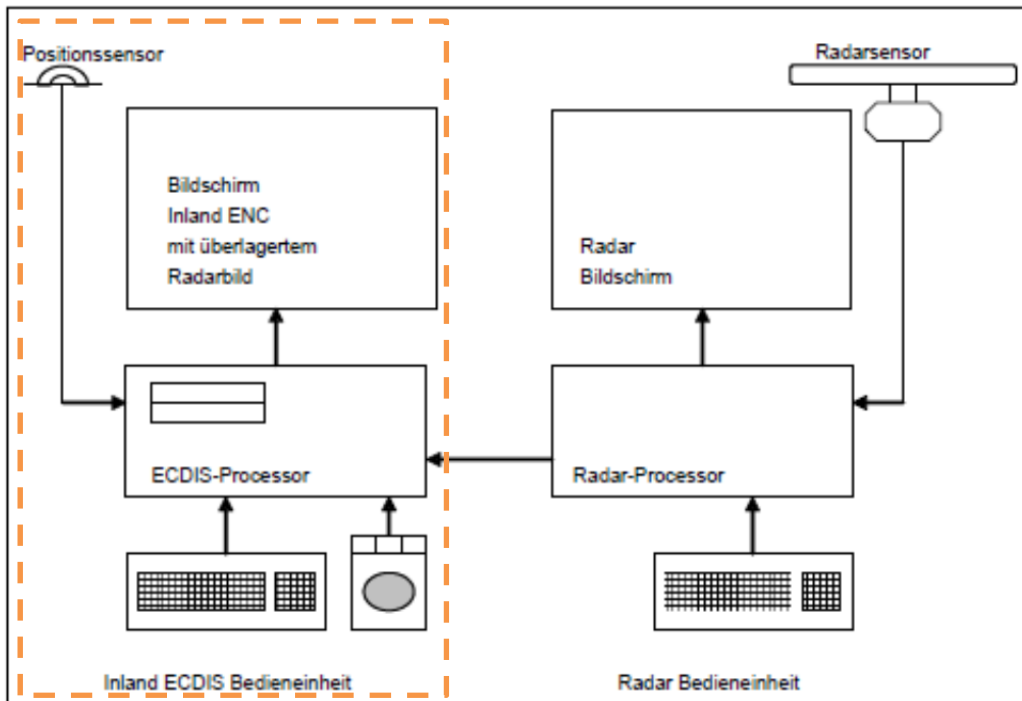 Positionssensor
Radarsensor
Bildschirm
Inland ENC
mit überlagertem
Radarbild
Radar
Bildschirm
ECDIS-Processor
Radar-Processor
Inland ECDIS Bedieneinheit
Radar Bedieneinheit